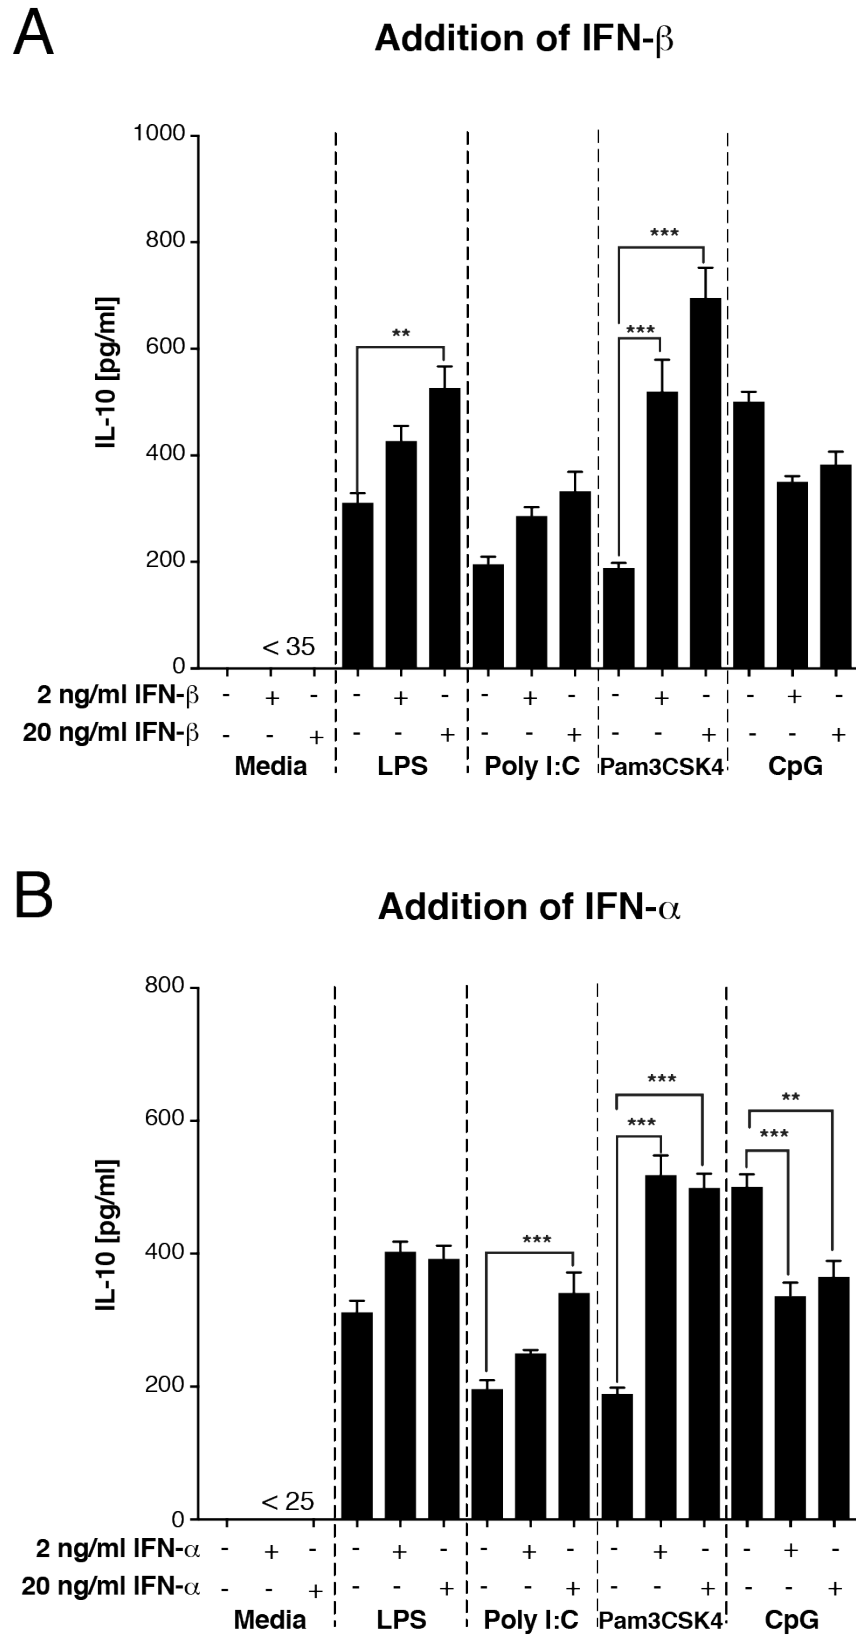 A
Addition of IFN-β
1000
800
600
400
200
0
IL-10 [pg/ml]
< 35
**
***
***
2 ng/ml IFN-β - + - - + - - + - - + - - + -
20 ng/ml IFN-β - - + - - + - - + - - + - - +
Media LPS Poly I:C Pam3CSK4 CpG
B
Addition of IFN-α
800
600
400
200
0
IL-10 [pg/ml]
< 25
***
***
***
**
***
2 ng/ml IFN-α - + - - + - - + - - + - - + -
20 ng/ml IFN-α - - + - - + - - + - - + - - +
Media LPS Poly I:C Pam3CSK4 CpG